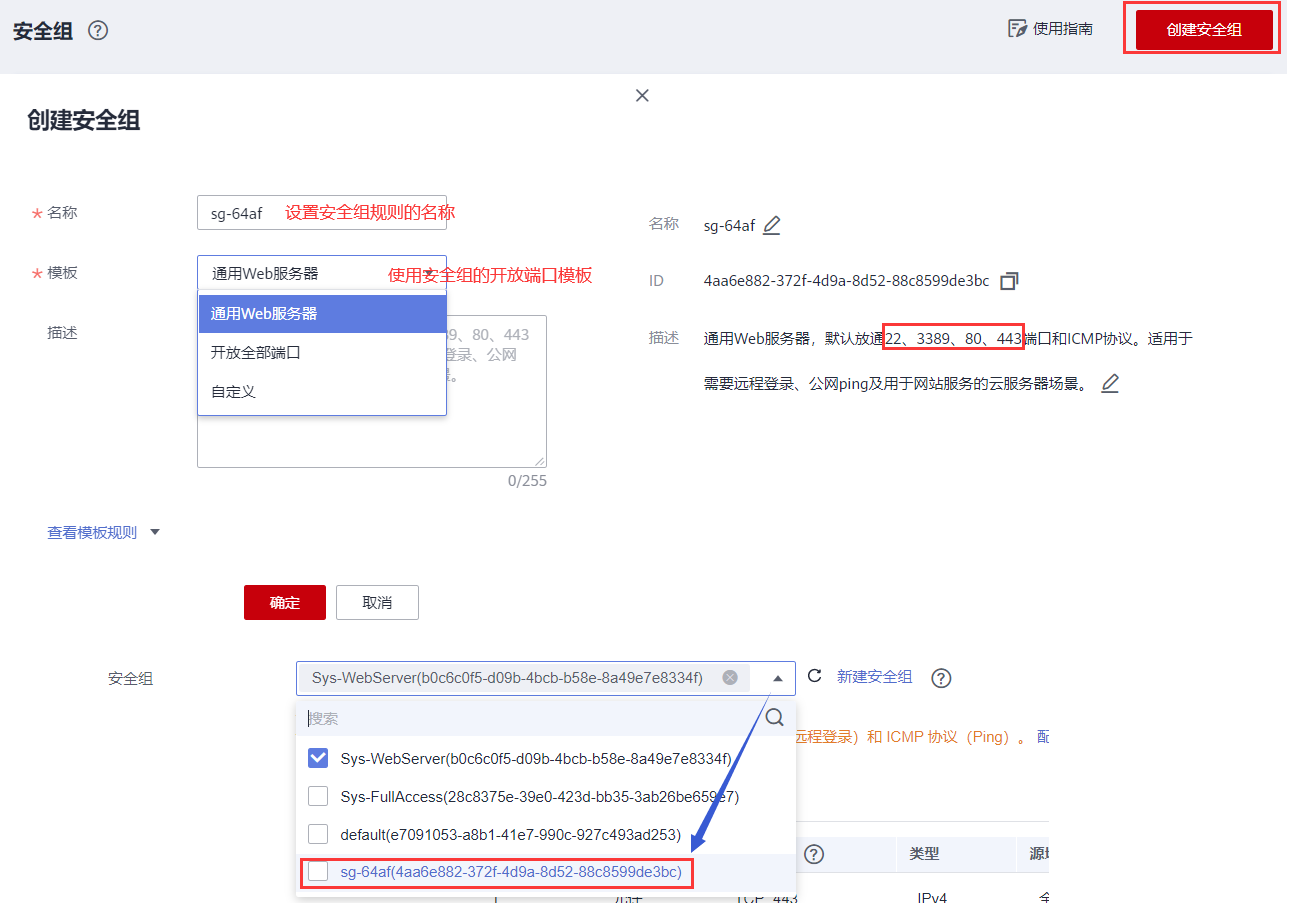 安全组
使用指南
创建安全组
创建安全组
名称
sg-64af
设置安全组规则的名称
模板
通用Web服务器
使用安全组的开放端口模板
通用Web服务器
开放全部端口
自定义
描述
、80、443
登录、公网
0/255
名称
sg-64af
ID
4aa6e882-372f-4d9a-8d52-88c8599de3bc
描述
通用Web服务器，默认放通22、3389、80、443端口和ICMP协议。适用于
需要远程登录、公网ping及用于网站服务的云服务器场景。
查看模板规则
确定
取消
安全组
Sys-WebServer(b0c6c0f5-d09b-4bcb-b58e-8a49e7e8334f)
新建安全组
搜索
远程登录）和 ICMP 协议（Ping）。 配
Sys-WebServer(b0c6c0f5-d09b-4bcb-b58e-8a49e7e8334f)
Sys-FullAccess(28c8375e-39e0-423d-bb35-3ab26be659e7)
default(e7091053-a8b1-41e7-990c-927c493ad253)
sg-64af(4aa6e882-372f-4d9a-8d52-88c8599de3bc)
类型
IPv4